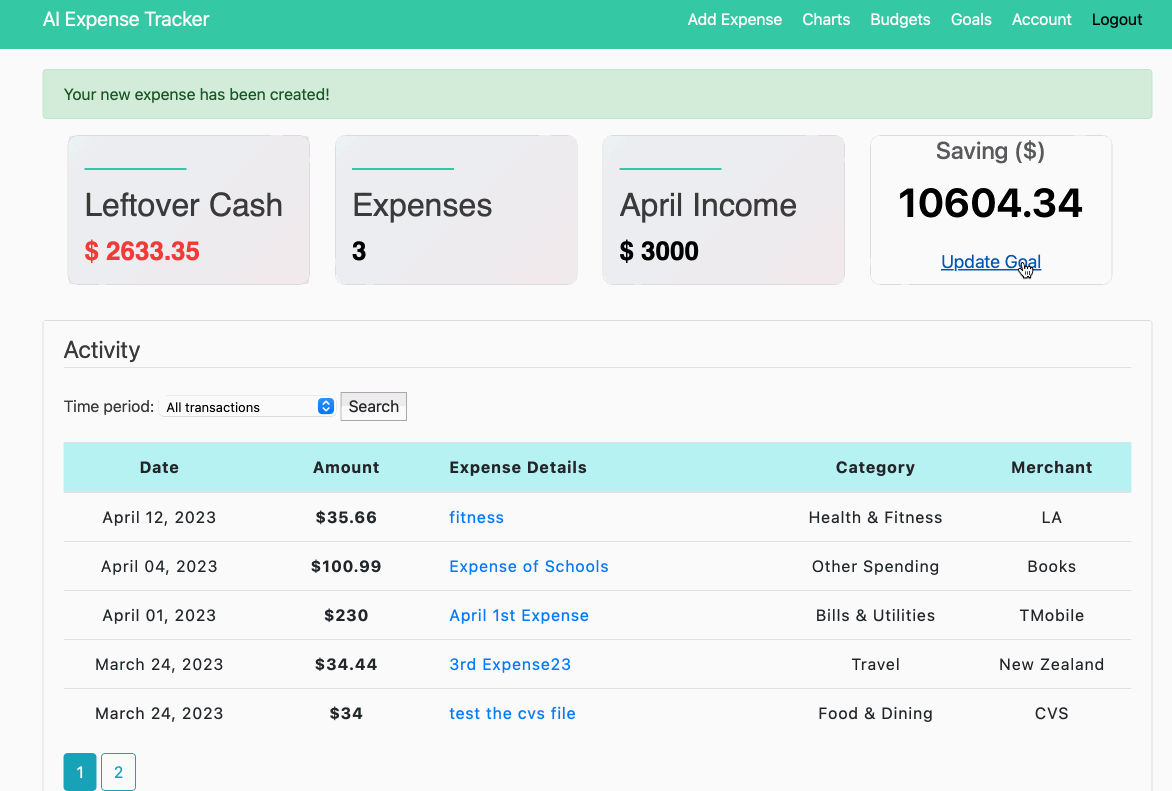 AI Expense Tracker Add Expense Charts Budgets Goals Account Logout
Your new expense has been created!
Leftover Cash
$ 2633.35
Expenses
3
April Income
$ 3000
Saving ($)
10604.34
Update Goal
Activity
Time period: All transactions Search
Date Amount Expense Details Category Merchant
April 12, 2023 $35.66 fitness Health & Fitness LA
April 04, 2023 $100.99 Expense of Schools Other Spending Books
April 01, 2023 $230 April 1st Expense Bills & Utilities TMobile
March 24, 2023 $34.44 3rd Expense23 Travel New Zealand
March 24, 2023 $34 test the cvs file Food & Dining CVS
1 2